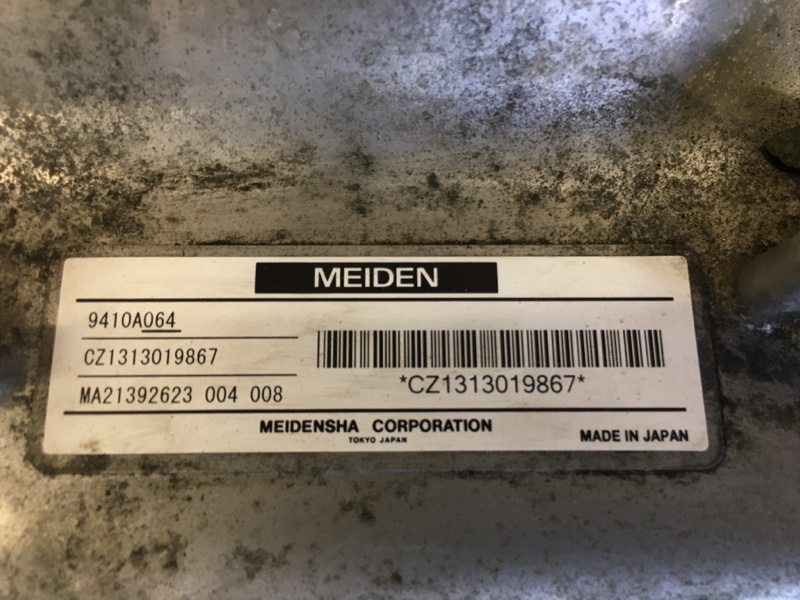 MEIDEN
9410A064
CZ1313019867
MA21392623 004 008
*CZ1313019867*
MEIDENSHA CORPORATION
TOKYO JAPAN
MADE IN JAPAN